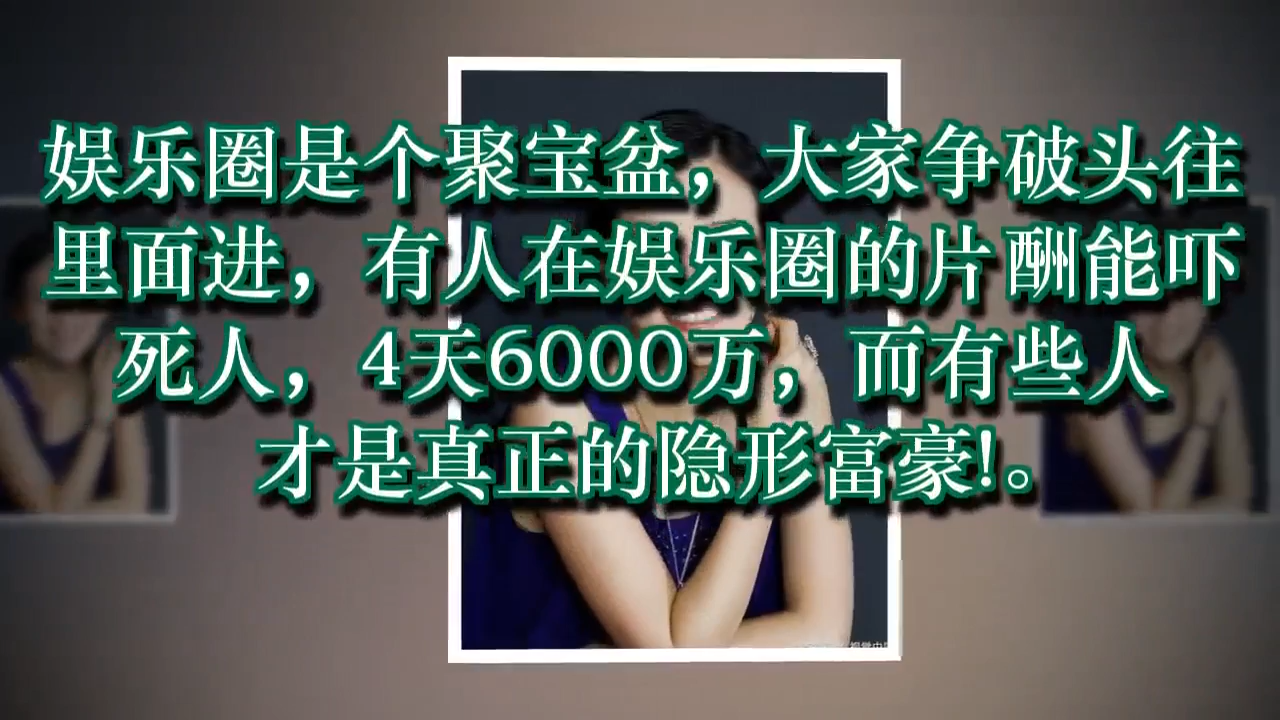 娱乐圈是个聚宝盆，大家争破头往
里面进，有人在娱乐圈的片酬能吓
死人，4天6000万，而有些人
才是真正的隐形富豪!。